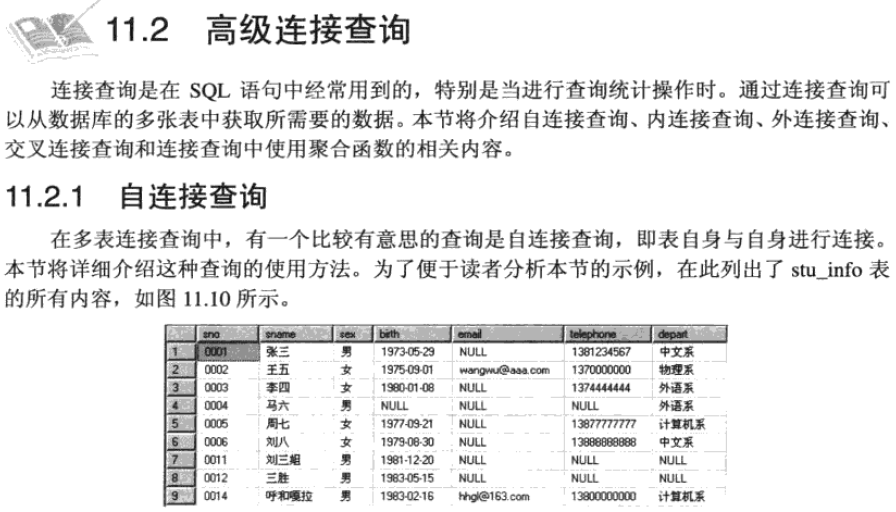 11.2 高级连接查询
连接查询是在 SQL 语句中经常用到的，特别是当进行查询统计操作时。通过连接查询可
以从数据库的多张表中获取所需要的数据。本节将介绍自连接查询、内连接查询、外连接查询、
交叉连接查询和连接查询中使用聚合函数的相关内容。
11.2.1 自连接查询
在多表连接查询中，有一个比较有意思的查询是自连接查询，即表自身与自身进行连接。
本节将详细介绍这种查询的使用方法。为了便于读者分析本节的示例，在此列出了 stu_info 表
的所有内容，如图 11.10 所示。
sno sname sex birth email telephone depart
1 0001 张三 男 1973-05-29 NULL 1381234567 中文系
2 0002 王五 女 1975-09-01 wangwu@aaa.com 1370000000 物理系
3 0003 李四 女 1980-01-08 NULL 1374444444 外语系
4 0004 马六 男 NULL NULL NULL 外语系
5 0005 周七 女 1977-09-21 NULL 13877777777 计算机系
6 0006 刘八 女 1979-08-30 NULL 13888888888 中文系
7 0011 刘三姐 男 1981-12-20 NULL NULL NULL
8 0012 三胜 男 1983-05-15 NULL NULL NULL
9 0014 呼和嘎拉 男 1983-02-16 hhgl@163.com 13800000000 计算机系